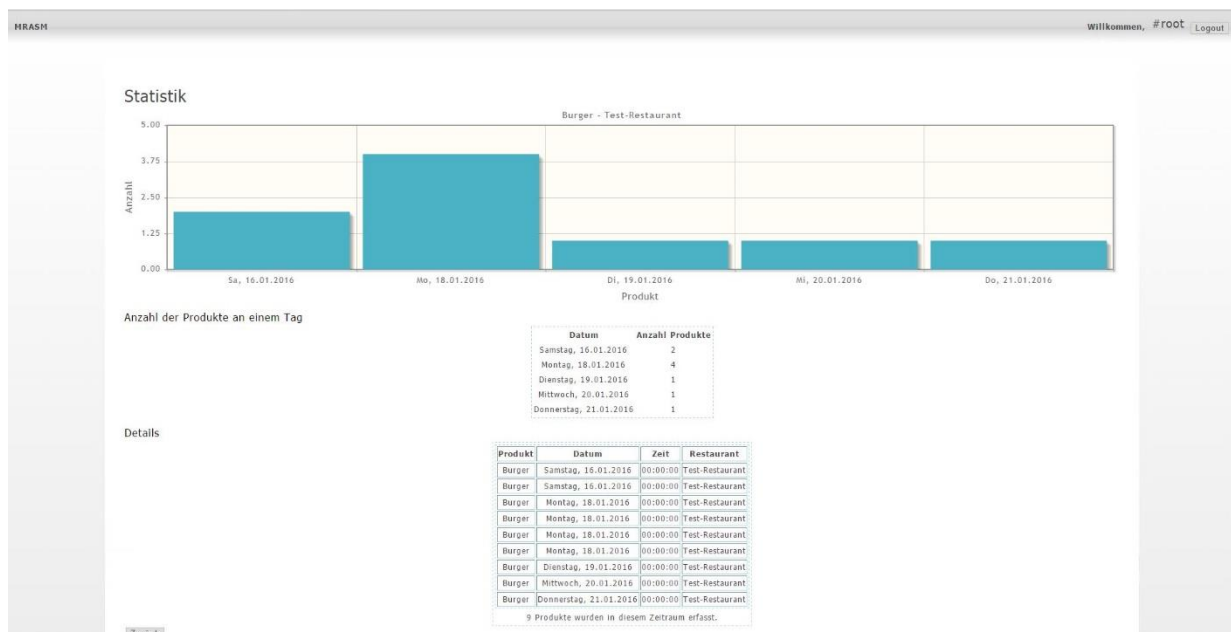 MRASM
Willkommen, #root Logout
Statistik
Burger - Test-Restaurant
5.00
3.75
2.50
1.25
0.00
Anzahl
Sa, 16.01.2016 Mo, 18.01.2016 Di, 19.01.2016 Mi, 20.01.2016 Do, 21.01.2016
Produkt
Anzahl der Produkte an einem Tag
Datum Anzahl Produkte
Samstag, 16.01.2016 2
Montag, 18.01.2016 4
Dienstag, 19.01.2016 1
Mittwoch, 20.01.2016 1
Donnerstag, 21.01.2016 1
Details
Produkt Datum Zeit Restaurant
Burger Samstag, 16.01.2016 00:00:00 Test-Restaurant
Burger Samstag, 16.01.2016 00:00:00 Test-Restaurant
Burger Montag, 18.01.2016 00:00:00 Test-Restaurant
Burger Montag, 18.01.2016 00:00:00 Test-Restaurant
Burger Montag, 18.01.2016 00:00:00 Test-Restaurant
Burger Montag, 18.01.2016 00:00:00 Test-Restaurant
Burger Dienstag, 19.01.2016 00:00:00 Test-Restaurant
Burger Mittwoch, 20.01.2016 00:00:00 Test-Restaurant
Burger Donnerstag, 21.01.2016 00:00:00 Test-Restaurant
9 Produkte wurden in diesem Zeitraum erfasst.